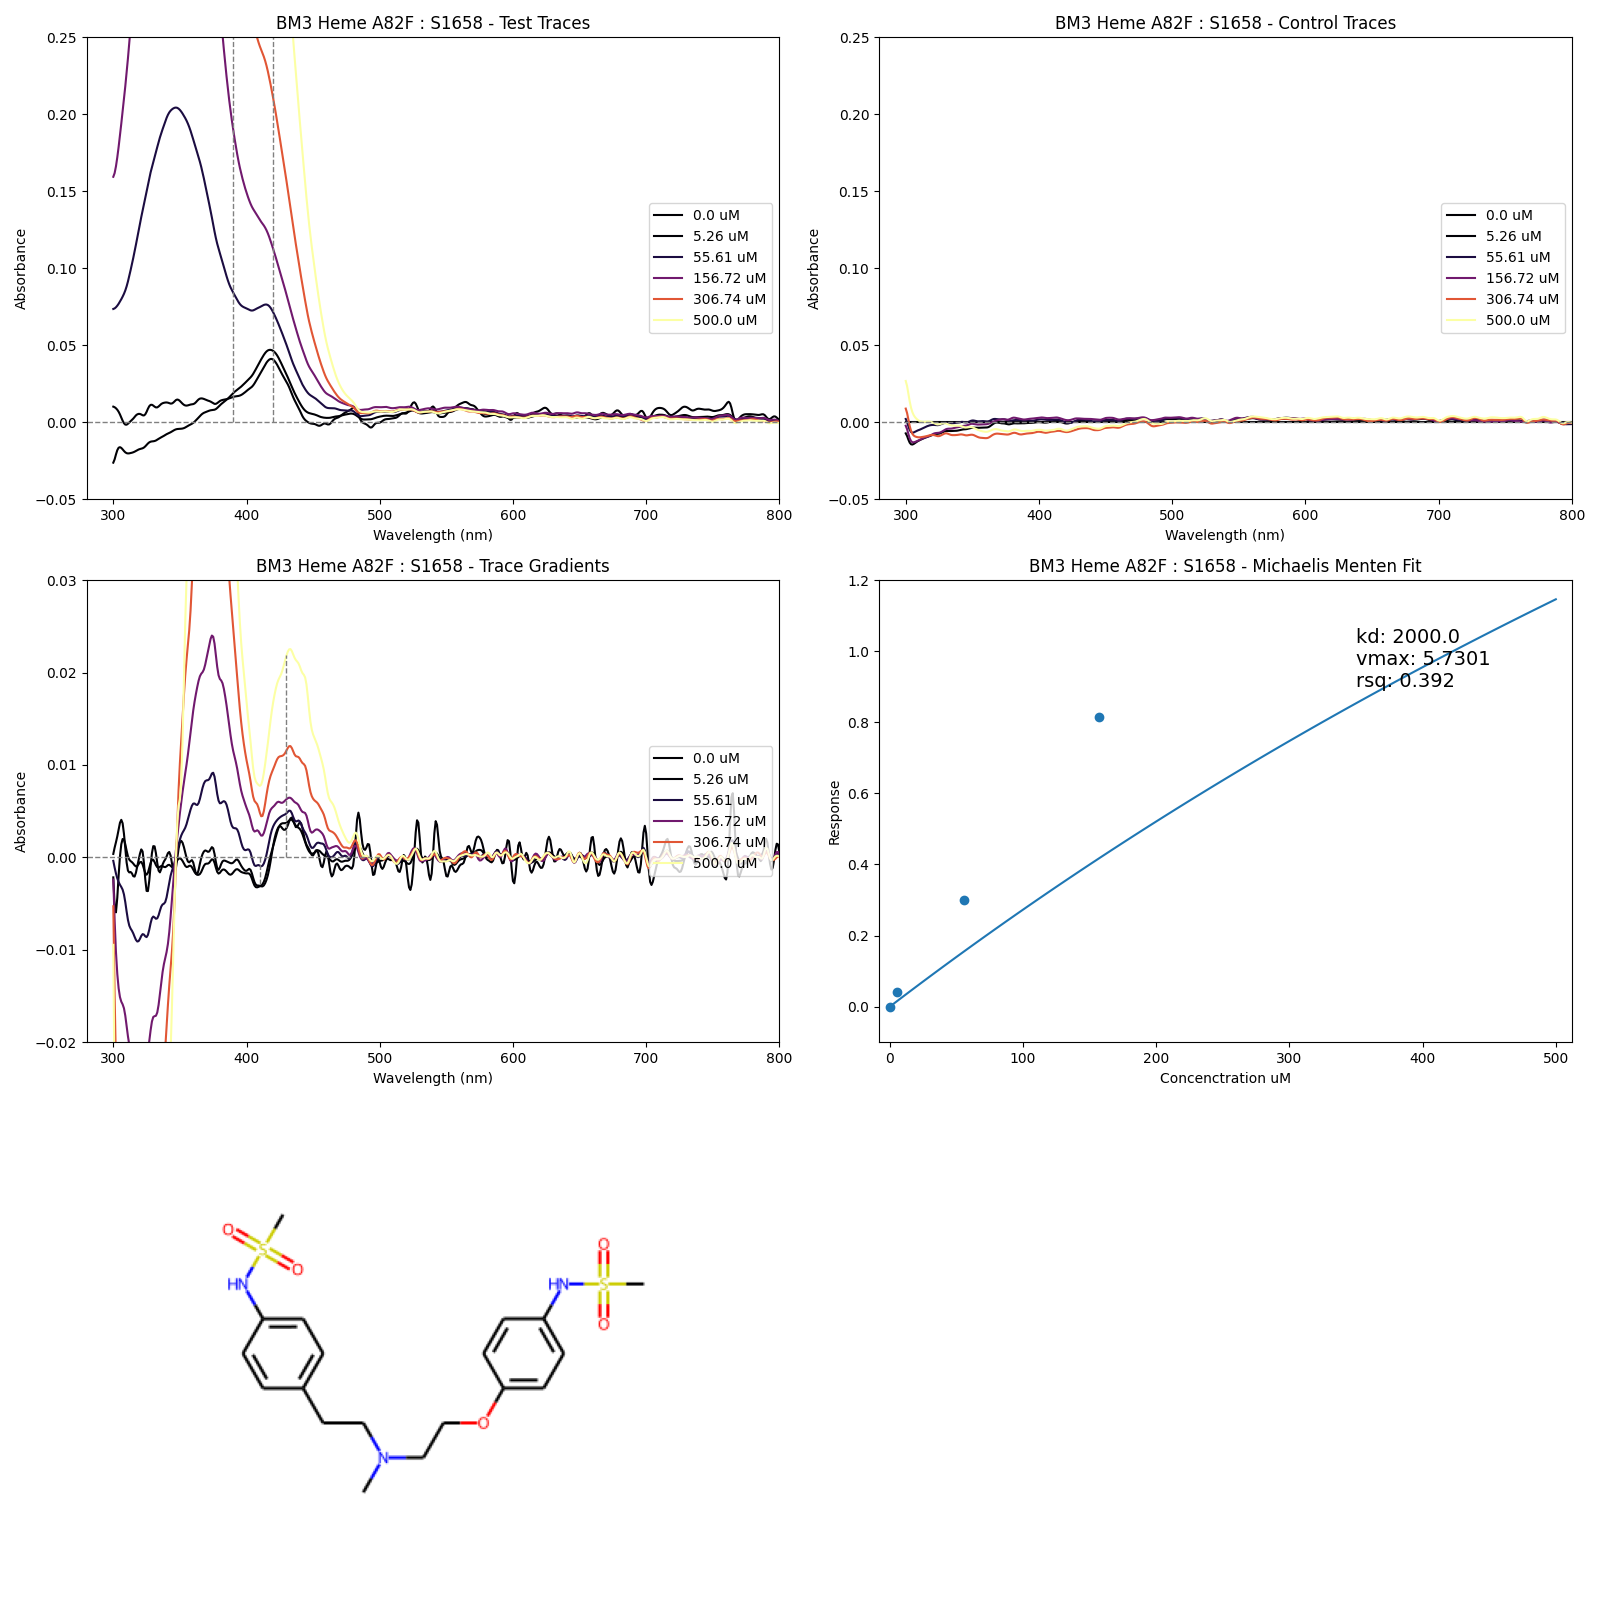 BM3 Heme A82F : S1658 - Test Traces
0.25
0.20
0.15
0.10
0.05
0.00
−0.05
Absorbance
300 400 500 600 700 800
Wavelength (nm)
0.0 uM
5.26 uM
55.61 uM
156.72 uM
306.74 uM
500.0 uM
BM3 Heme A82F : S1658 - Control Traces
0.25
0.20
0.15
0.10
0.05
0.00
−0.05
Absorbance
300 400 500 600 700 800
Wavelength (nm)
0.0 uM
5.26 uM
55.61 uM
156.72 uM
306.74 uM
500.0 uM
BM3 Heme A82F : S1658 - Trace Gradients
0.03
0.02
0.01
0.00
−0.01
−0.02
Absorbance
300 400 500 600 700 800
Wavelength (nm)
0.0 uM
5.26 uM
55.61 uM
156.72 uM
306.74 uM
500.0 uM
BM3 Heme A82F : S1658 - Michaelis Menten Fit
1.2
1.0
0.8
0.6
0.4
0.2
0.0
Response
0 100 200 300 400 500
Concenctration uM
kd: 2000.0
vmax: 5.7301
rsq: 0.392
O
S
O
HN
O
HN
S
O
O
N